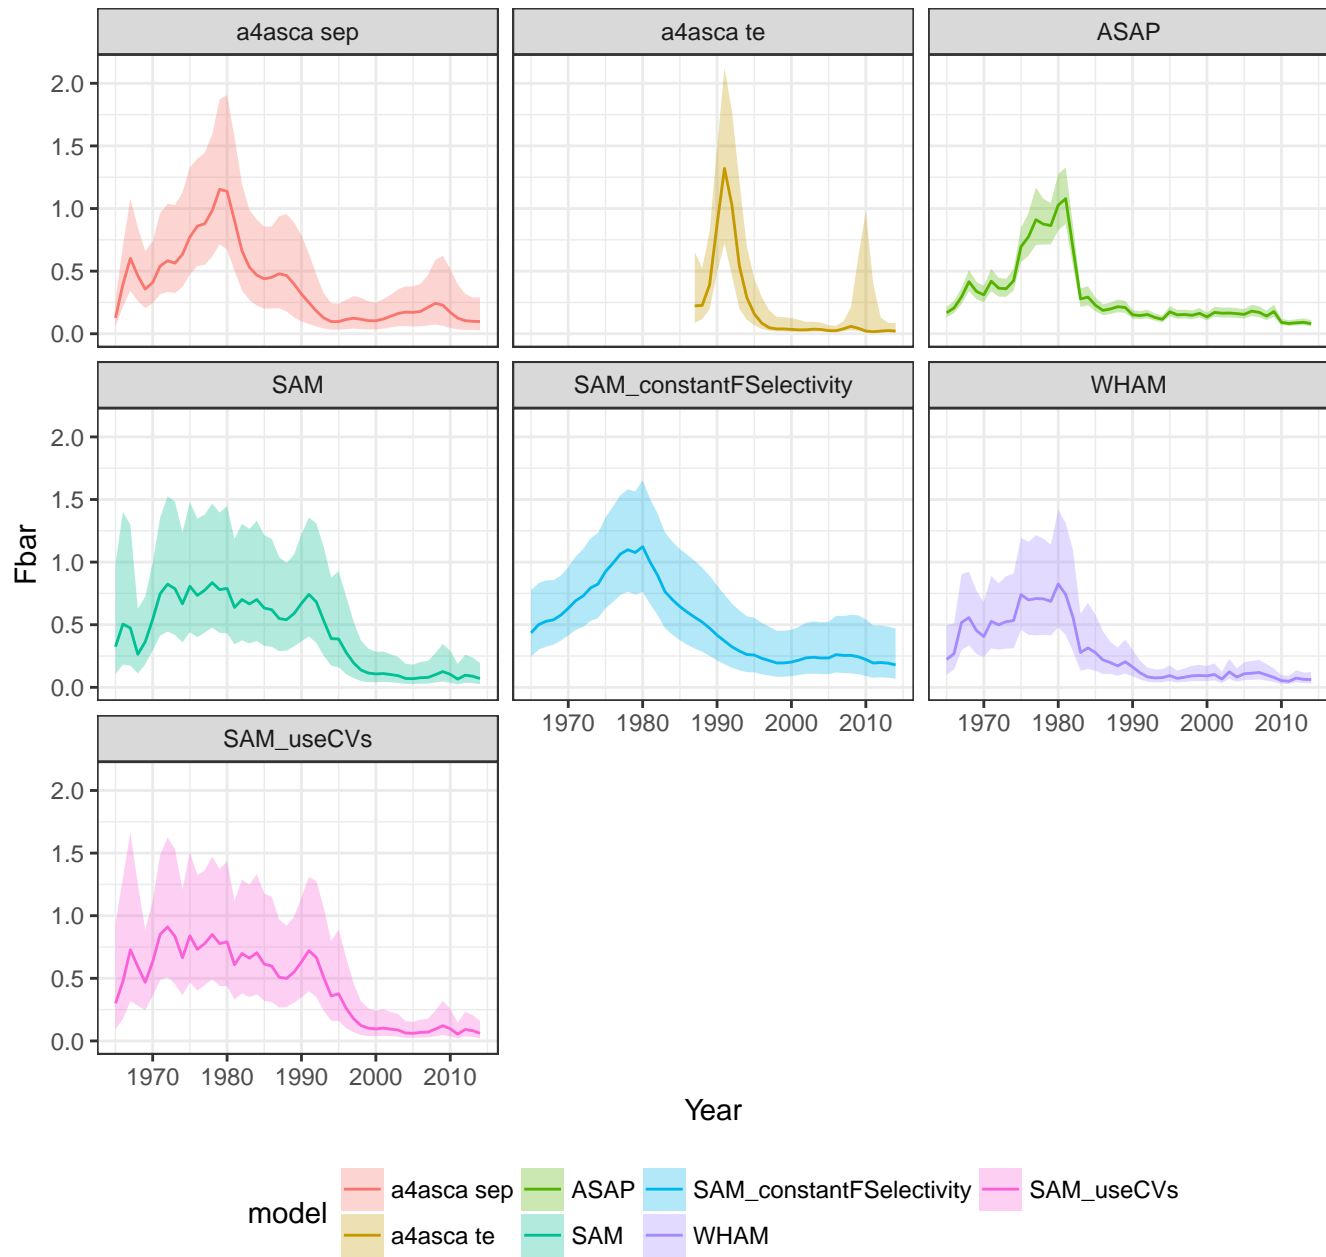 a4asca sep a4asca te ASAP
2.0
1.5
1.0
0.5
0.0
SAM SAM_constantFSelectivity WHAM
2.0
1.5
1.0
0.5
0.0
1970 1980 1990 2000 2010 1970 1980 1990 2000 2010
SAM_useCVs
2.0
1.5
1.0
0.5
0.0
1970 1980 1990 2000 2010
Fbar
Year
model
a4asca sep ASAP SAM_constantFSelectivity SAM_useCVs
a4asca te SAM WHAM